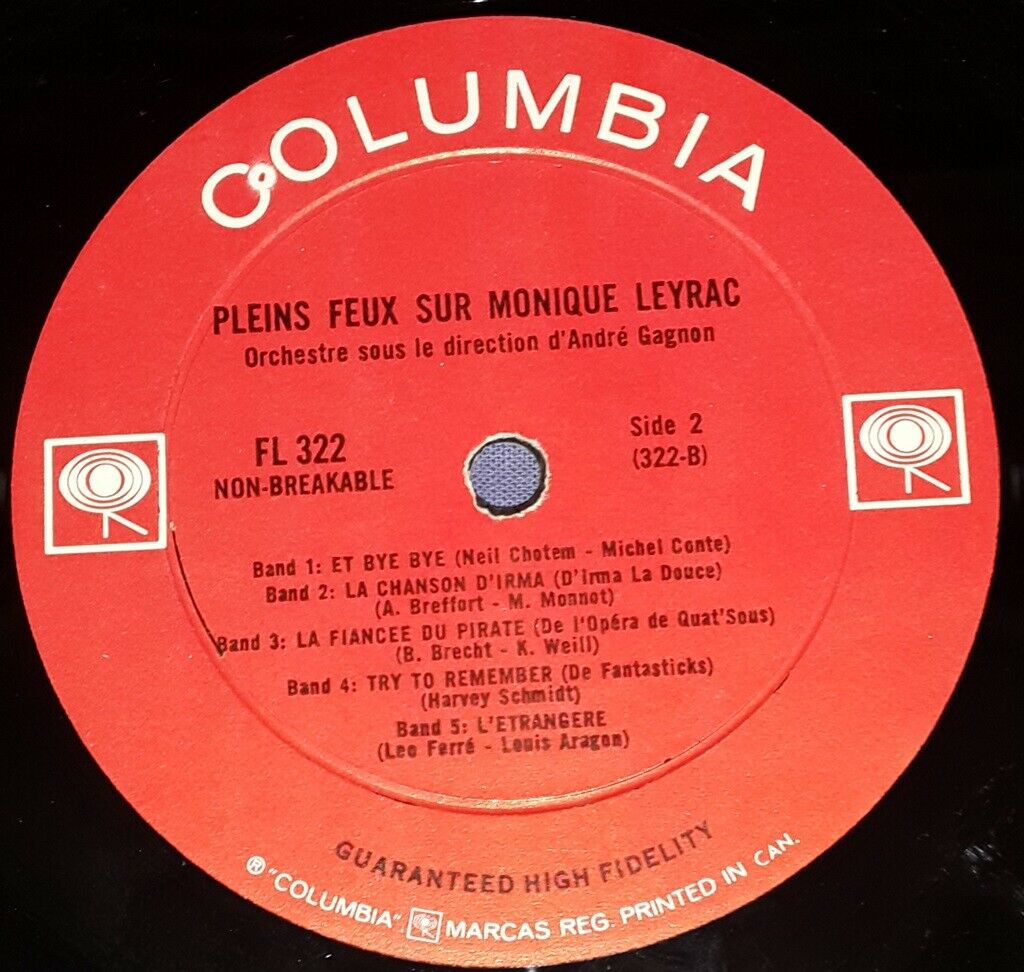 COLUMBIA
PLEINS FEUX SUR MONIQUE LEYRAC
Orchestre sous le direction d'André Gagnon
FL 322
NON-BREAKABLE
Side 2
(322-B)
Band 1: ET BYE BYE (Neil Chotem - Michel Conte)
Band 2: LA CHANSON D'IRMA (D'Irma La Douce)
(A. Breffort - M. Monnot)
Band 3: LA FIANCEE DU PIRATE (De l'Opéra de Quat'Sous)
(B. Brecht - K. Weill)
Band 4: TRY TO REMEMBER (De Fantasticks)
(Harvey Schmidt)
Band 5: L'ETRANGERE
(Leo Ferré - Louis Aragon)
GUARANTEED HIGH FIDELITY
® "COLUMBIA" MARCAS REG. PRINTED IN CAN.